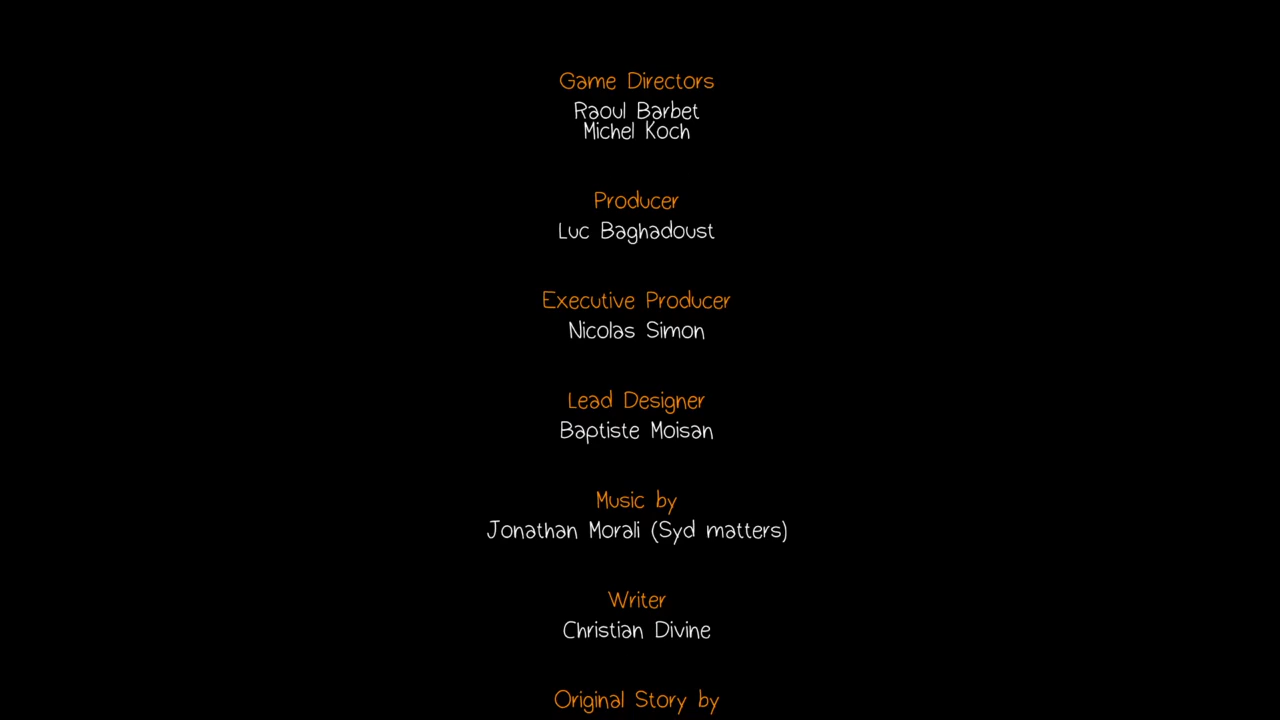 Game Directors
Raoul Barbet
Michel Koch
Producer
Luc Baghadoust
Executive Producer
Nicolas Simon
Lead Designer
Baptiste Moisan
Music by
Jonathan Morali (Syd matters)
Writer
Christian Divine
Original Story by